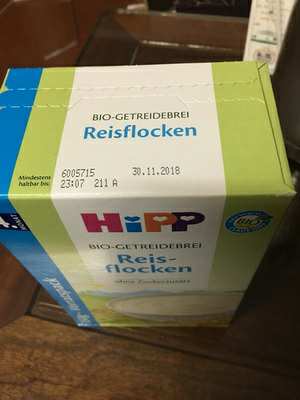 BIO-GETREIDEBREI
Reisflocken
Mindestens
haltbar bis:
6005715
30.11.2018
23:07 211 A
HiPP
BIO
BIO-GETREIDEBREI
Reis-
flocken
ohne Zuckerzusatz